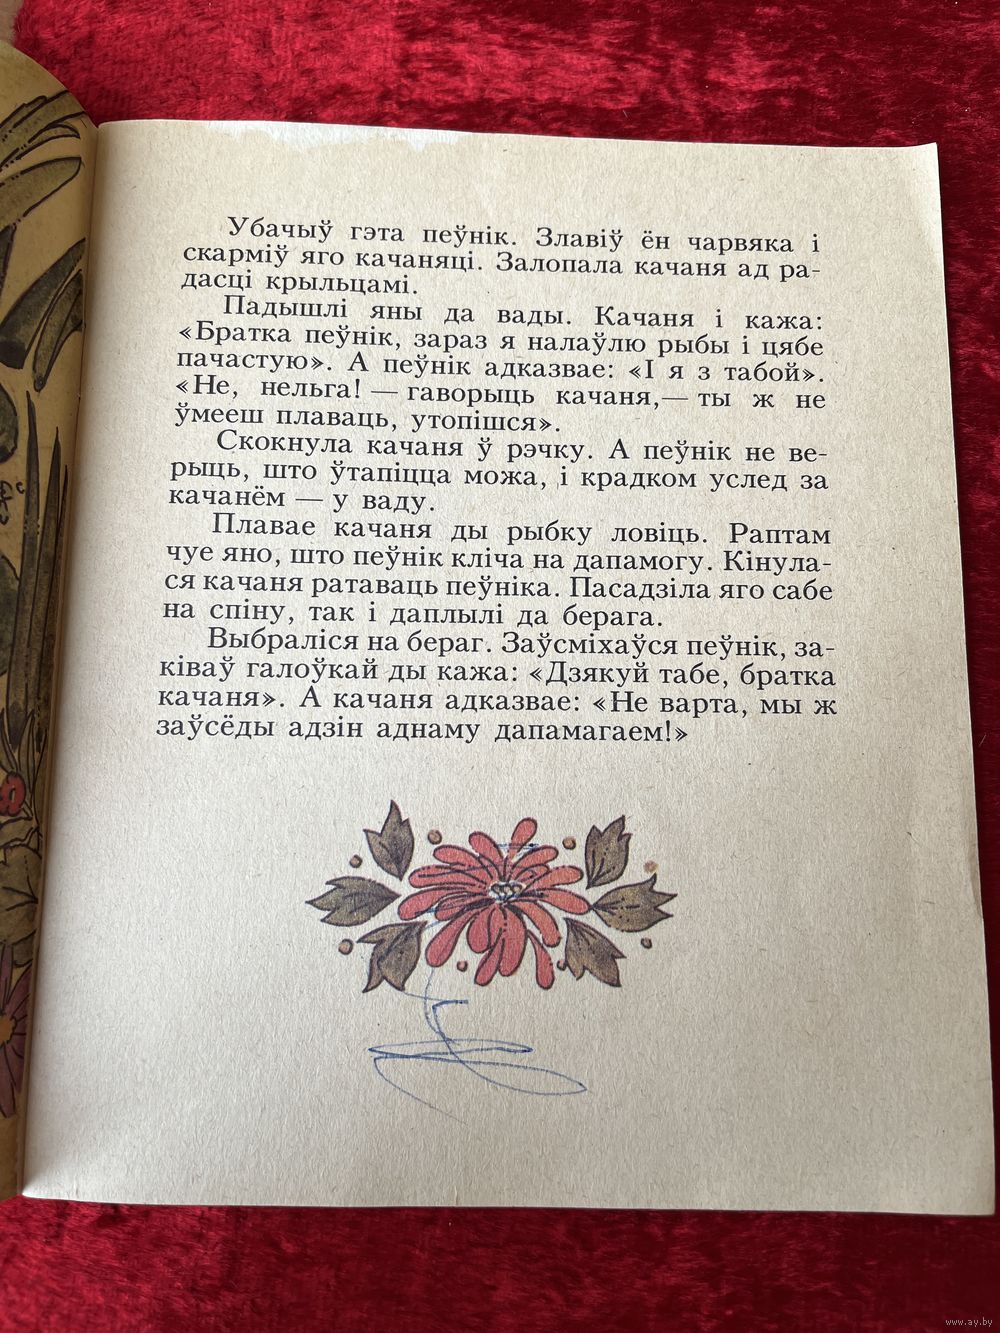 Убачыў гэта пеўнік. Злавіў ён чарвяка і
скарміў яго качаняці. Залопала качаня ад ра-
дасці крыльцамі.
Падышлі яны да вады. Качаня і кажа:
«Братка пеўнік, зараз я налаўлю рыбы і цябе
пачастую». А пеўнік адказвае: «І я з табой».
«Не, нельга! — гаворыць качаня,— ты ж не
ўмееш плаваць, утопішся».
Скокнула качаня ў рэчку. А пеўнік не ве-
рыць, што ўтапіцца можа, і крадком услед за
качанём — у ваду.
Плавае качаня ды рыбку ловіць. Раптам
чуе яно, што пеўнік кліча на дапамогу. Кінула-
ся качаня ратаваць пеўніка. Пасадзіла яго сабе
на спіну, так і даплылі да берага.
Выбраліся на бераг. Заўсміхаўся пеўнік, за-
ківаў галоўкай ды кажа: «Дзякуй табе, братка
качаня». А качаня адказвае: «Не варта, мы ж
заўсёды адзін аднаму дапамагаем!»
www.ay.by